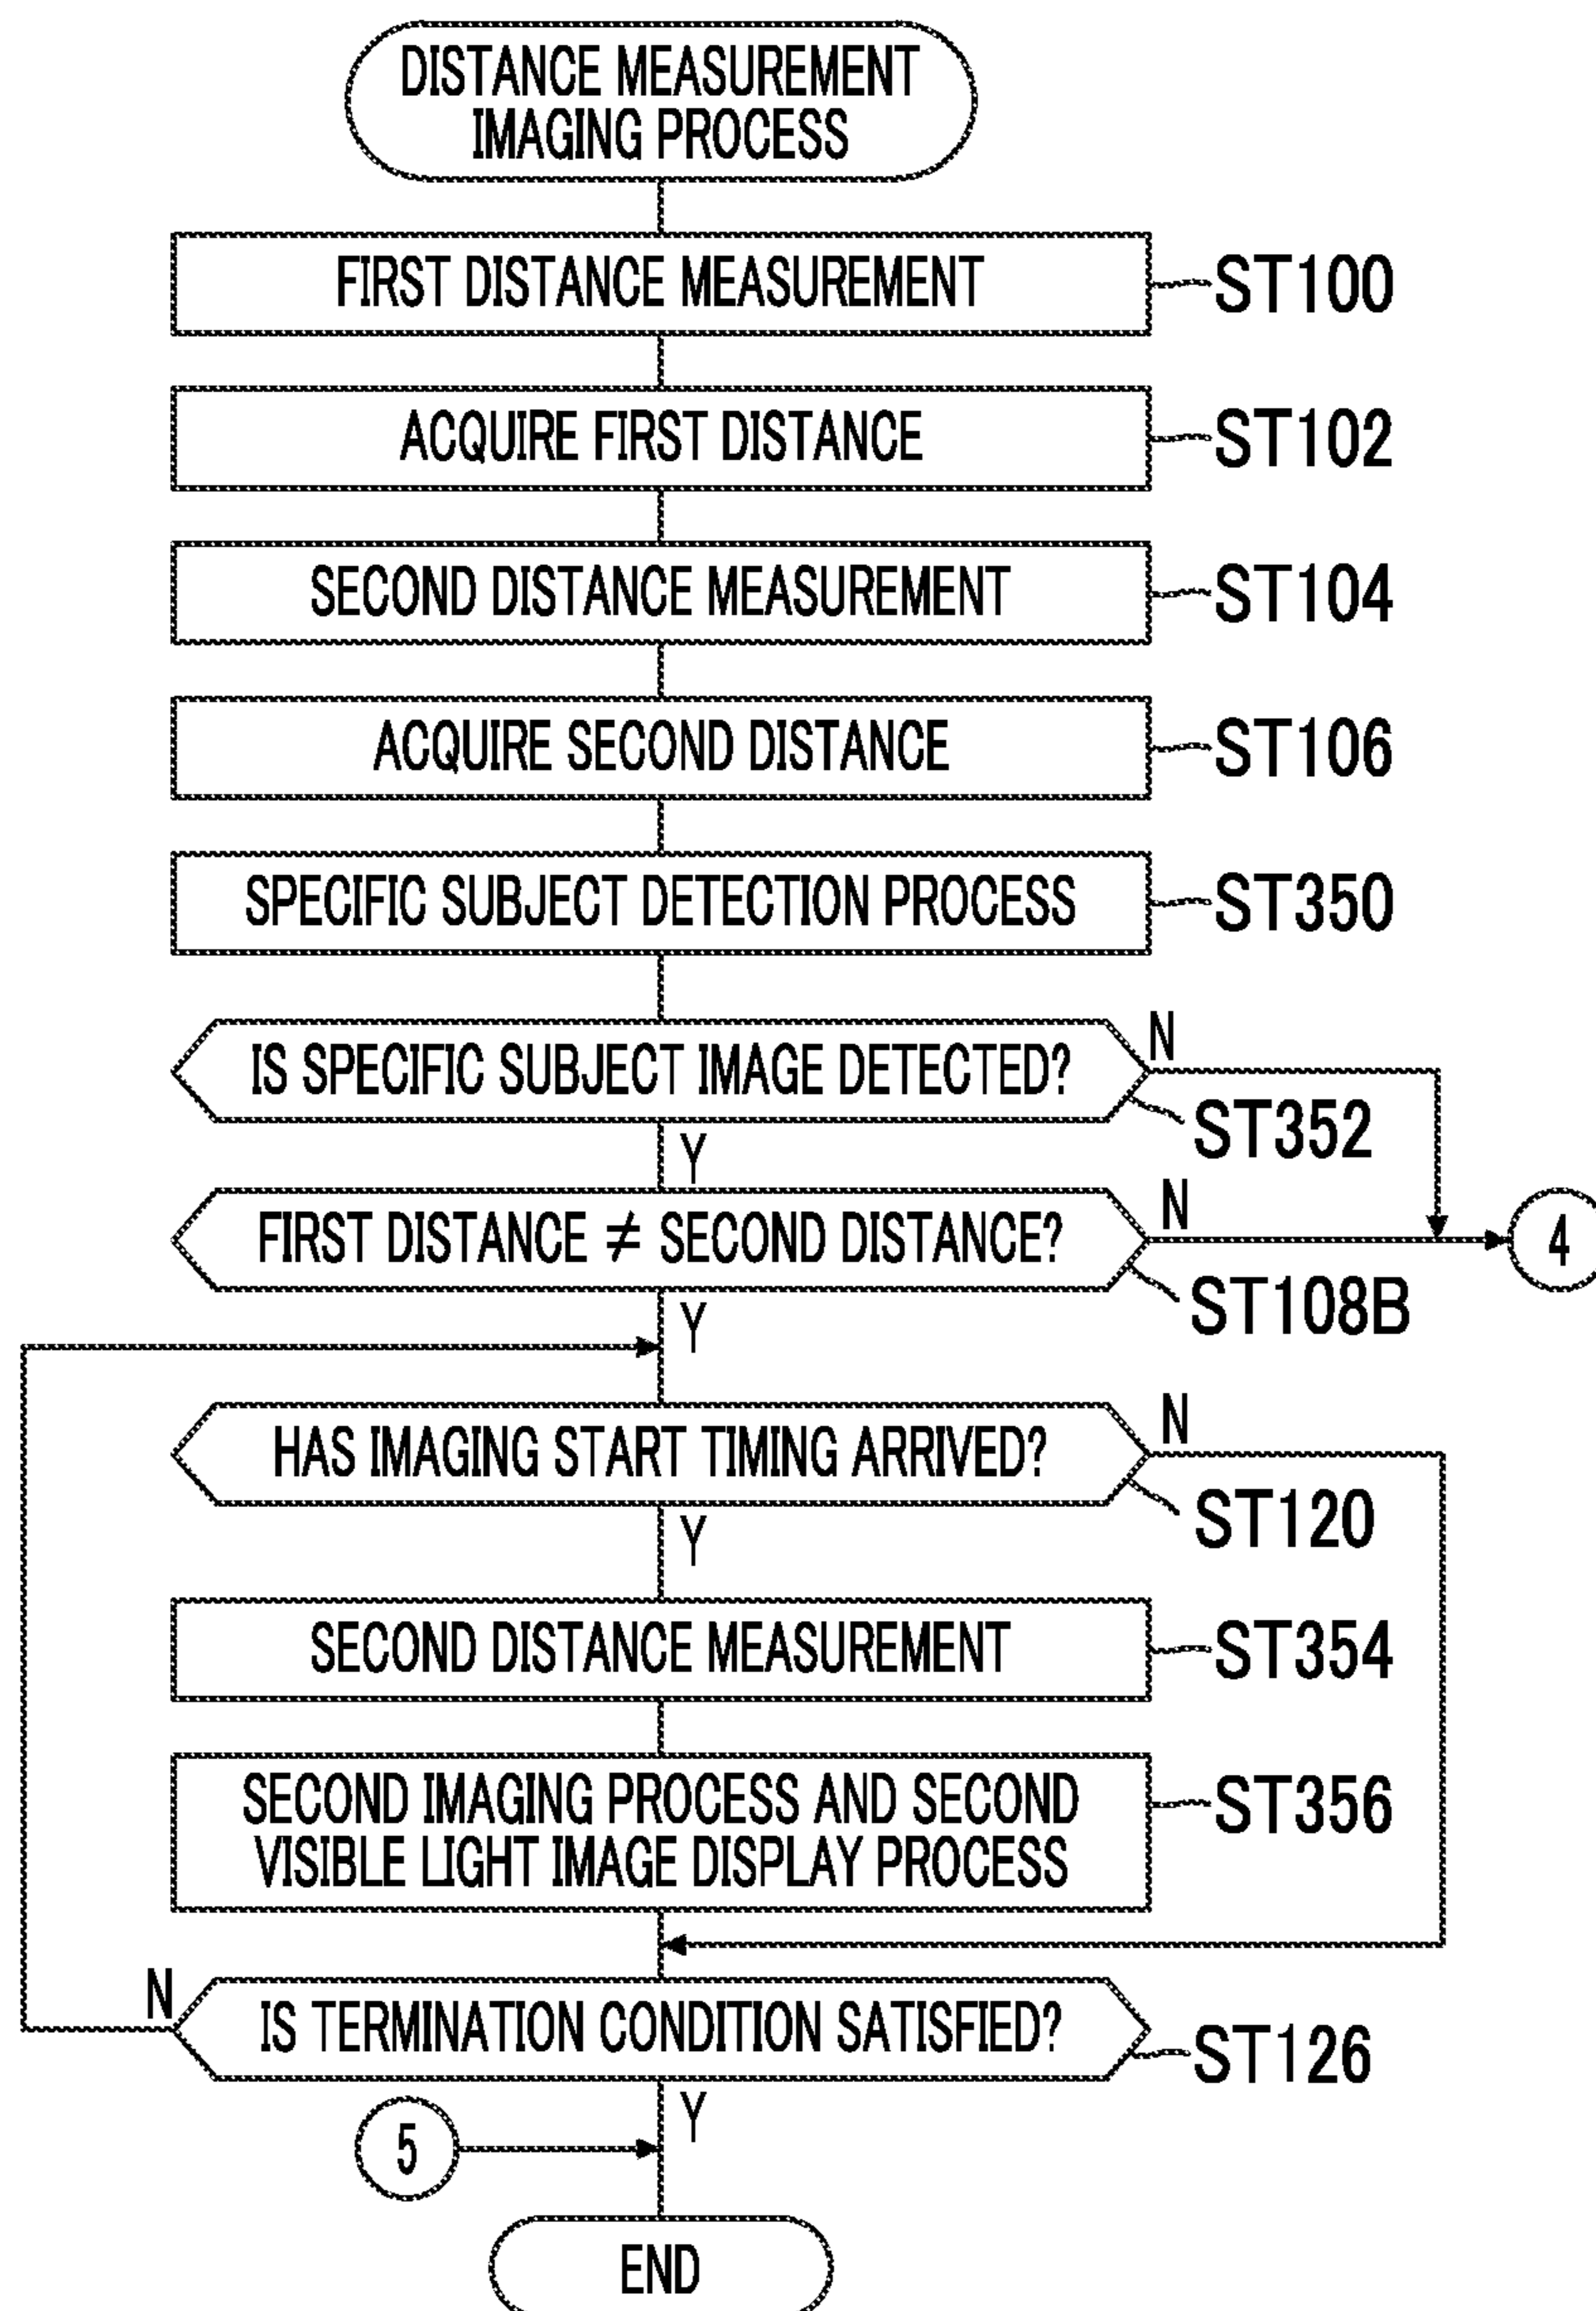 DISTANCE MEASUREMENT
IMAGING PROCESS
FIRST DISTANCE MEASUREMENT
ST100
ACQUIRE FIRST DISTANCE
ST102
SECOND DISTANCE MEASUREMENT
ST104
ACQUIRE SECOND DISTANCE
ST106
SPECIFIC SUBJECT DETECTION PROCESS
ST350
IS SPECIFIC SUBJECT IMAGE DETECTED?
N
ST352
Y
FIRST DISTANCE ≠ SECOND DISTANCE?
N
4
ST108B
Y
HAS IMAGING START TIMING ARRIVED?
N
ST120
Y
SECOND DISTANCE MEASUREMENT
ST354
SECOND IMAGING PROCESS AND SECOND
VISIBLE LIGHT IMAGE DISPLAY PROCESS
ST356
N
IS TERMINATION CONDITION SATISFIED?
ST126
Y
5
END